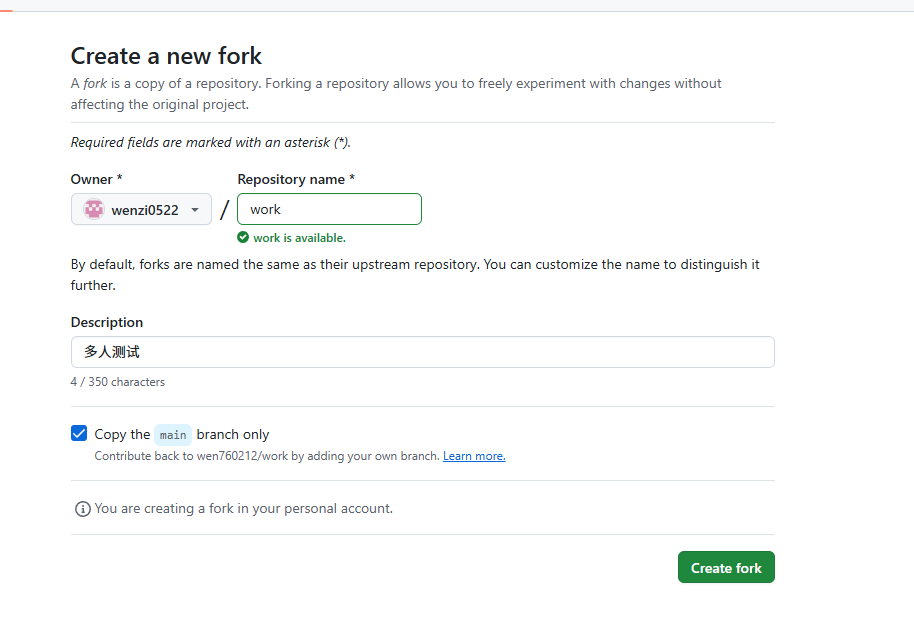 Create a new fork
A fork is a copy of a repository. Forking a repository allows you to freely experiment with changes without
affecting the original project.
Required fields are marked with an asterisk (*).
Owner *
Repository name *
wenzi0522
/
work
work is available.
By default, forks are named the same as their upstream repository. You can customize the name to distinguish it
further.
Description
多人测试
4 / 350 characters
Copy the main branch only
Contribute back to wen760212/work by adding your own branch. Learn more.
You are creating a fork in your personal account.
Create fork